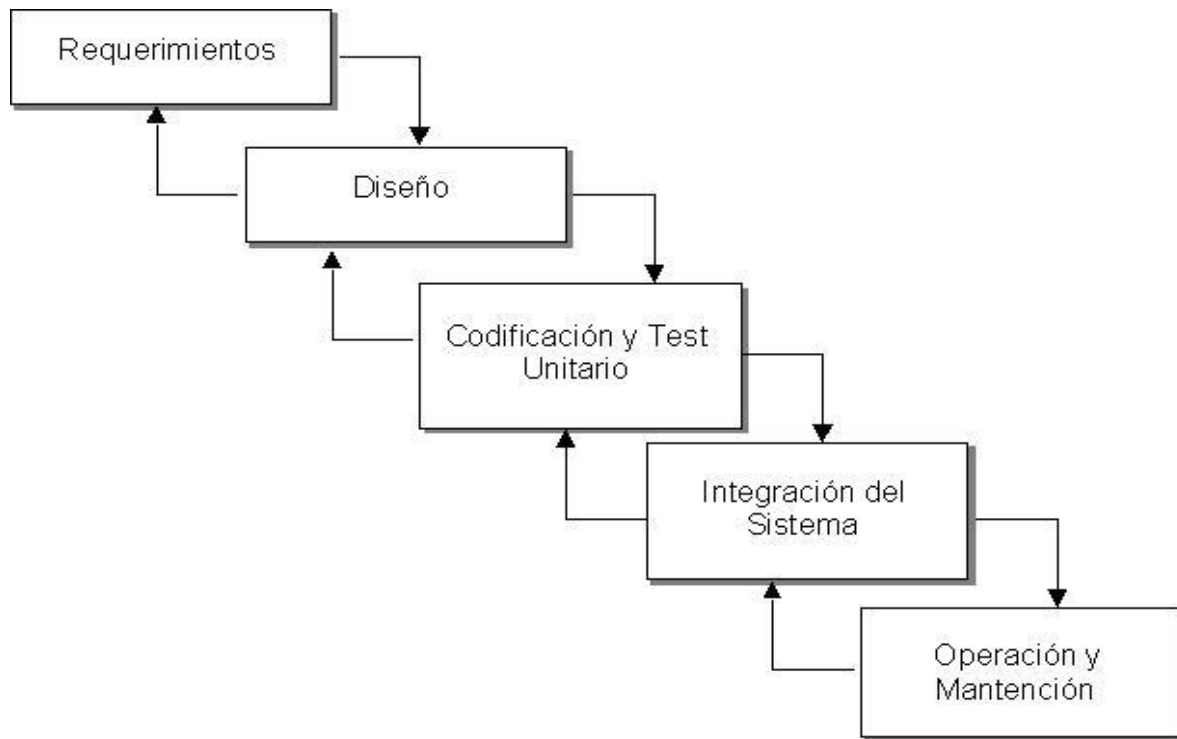 Requerimientos
Diseño
Codificación y Test
Unitario
Integración del
Sistema
Operación y
Mantención